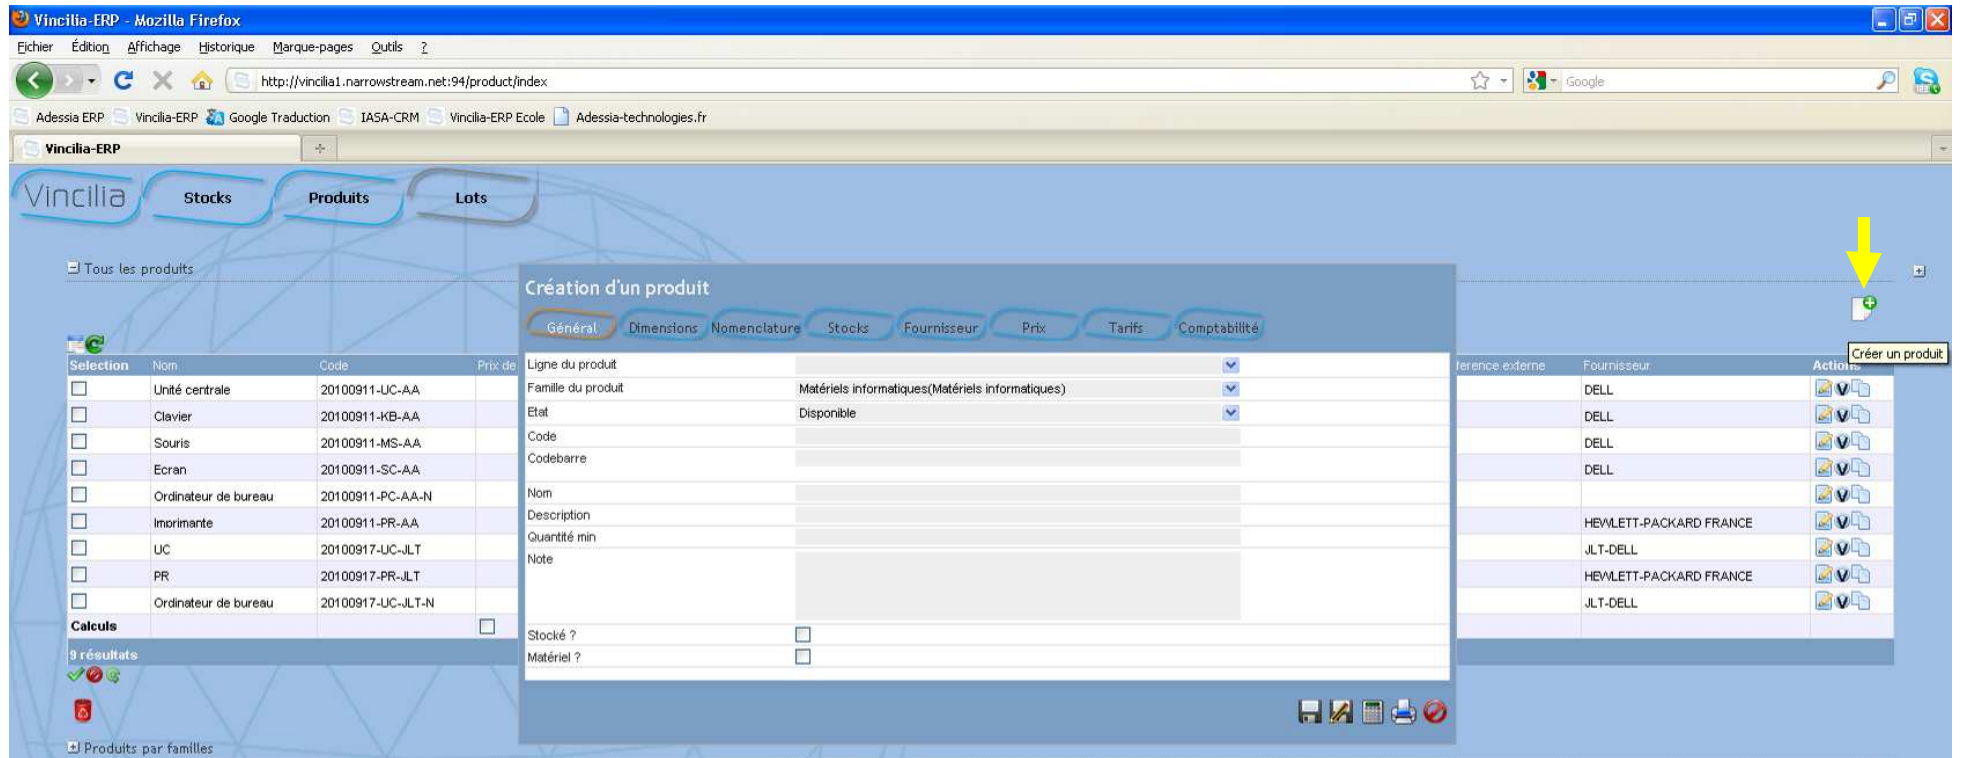 Vincilia-ERP - Mozilla Firefox
Fichier Édition Affichage Historique Marque-pages Outils ?
http://vincilia1.narrowstream.net:94/product/index
Google
Adessia ERP Vincilia-ERP Google Traduction IASA-CRM Vincilia-ERP Ecole Adessia-technologies.fr
Vincilia-ERP
Vincilia Stocks Produits Lots
Tous les produits
Création d'un produit
Général Dimensions Nomenclature Stocks Fournisseur Prix Tarifs Comptabilité
Créer un produit
Selection Nom Code Prix de Ligne du produit ference externe Fournisseur Actions
Unité centrale 20100911-UC-AA Famille du produit Matériels informatiques(Matériels informatiques) DELL
Clavier 20100911-KB-AA Etat Disponible DELL
Souris 20100911-MS-AA Code DELL
Ecran 20100911-SC-AA Codebarre DELL
Ordinateur de bureau 20100911-PC-AA-N Nom
Imprimante 20100911-PR-AA Description HEWLETT-PACKARD FRANCE
Quantité min
UC 20100917-UC-JLT Note JLT-DELL
PR 20100917-PR-JLT HEWLETT-PACKARD FRANCE
Ordinateur de bureau 20100917-UC-JLT-N JLT-DELL
Calculs
Stocké ?
9 résultats Matériel ?
Produits par familles